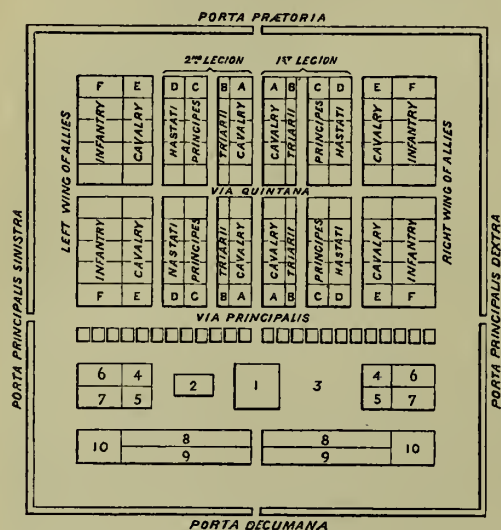 PORTA PRÆTORIA
2ND LEGION 1ST LEGION
F E D C B A A B C D E F
INFANTRY CAVALRY HASTATI PRINCIPES TRIARII CAVALRY CAVALRY TRIARII PRINCIPES HASTATI CAVALRY INFANTRY
LEFT WING OF ALLIES
RIGHT WING OF ALLIES
VIA QUINTANA
INFANTRY CAVALRY NASTATI PRINCIPES TRIARII CAVALRY CAVALRY TRIARII PRINCIPES HASTATI CAVALRY INFANTRY
F E D C B A A B C D E F
PORTA PRINCIPALIS SINISTRA
PORTA PRINCIPALIS DEXTRA
VIA PRINCIPALIS
6 4 2 1 3 4 6
7 5 5 7
10 8 8 10
9 9
PORTA DECUMANA